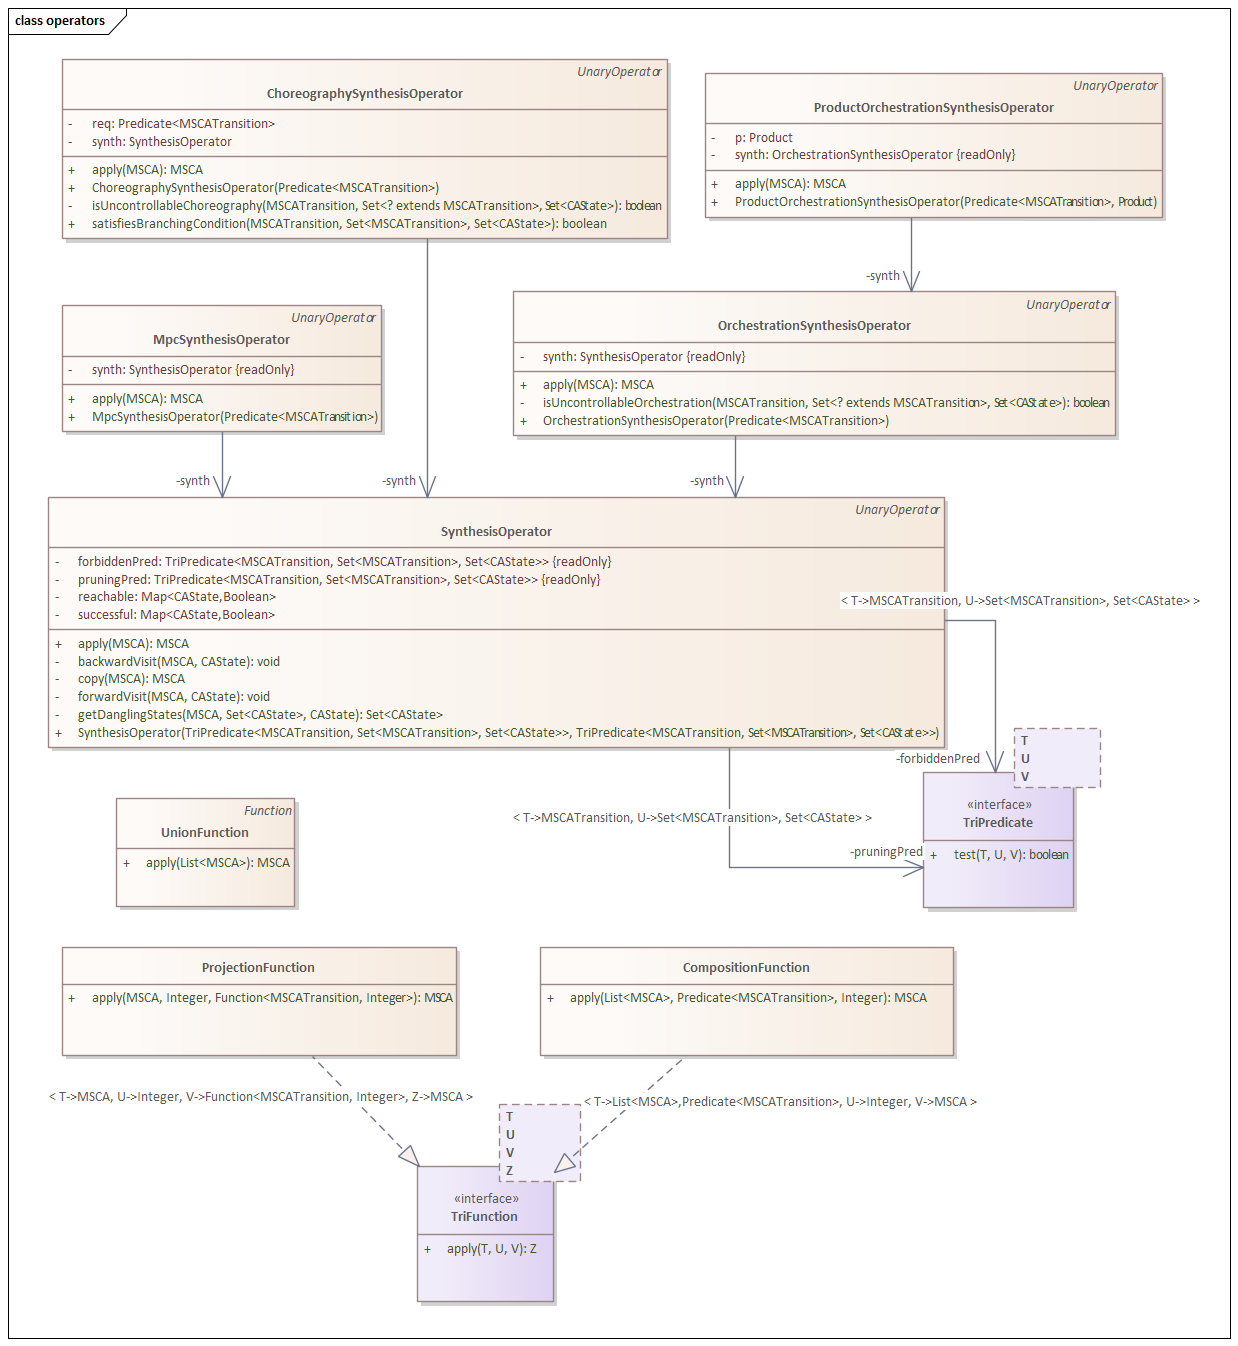 class operators
UnaryOperator
ChoreographySynthesisOperator
- req: Predicate<MSCATransition>
- synth: SynthesisOperator
+ apply(MSCA): MSCA
+ ChoreographySynthesisOperator(Predicate<MSCATransition>)
- isUncontrollableChoreography(MSCATransition, Set<? extends MSCATransition>, Set<CAState>): boolean
+ satisfiesBranchingCondition(MSCATransition, Set<MSCATransition>, Set<CAState>): boolean
UnaryOperator
ProductOrchestrationSynthesisOperator
- p: Product
- synth: OrchestrationSynthesisOperator {readOnly}
+ apply(MSCA): MSCA
+ ProductOrchestrationSynthesisOperator(Predicate<MSCATransition>, Product)
-synth
UnaryOperator
MpcSynthesisOperator
- synth: SynthesisOperator {readOnly}
+ apply(MSCA): MSCA
+ MpcSynthesisOperator(Predicate<MSCATransition>)
UnaryOperator
OrchestrationSynthesisOperator
- synth: SynthesisOperator {readOnly}
+ apply(MSCA): MSCA
- isUncontrollableOrchestration(MSCATransition, Set<? extends MSCATransition>, Set<CAState>): boolean
+ OrchestrationSynthesisOperator(Predicate<MSCATransition>)
-synth
-synth
-synth
UnaryOperator
SynthesisOperator
- forbiddenPred: TriPredicate<MSCATransition, Set<MSCATransition>, Set<CAState>> {readOnly}
- pruningPred: TriPredicate<MSCATransition, Set<MSCATransition>, Set<CAState>> {readOnly}
- reachable: Map<CAState,Boolean>
- successful: Map<CAState,Boolean>
+ apply(MSCA): MSCA
- backwardVisit(MSCA, CAState): void
- copy(MSCA): MSCA
- forwardVisit(MSCA, CAState): void
- getDanglingStates(MSCA, Set<CAState>, CAState): Set<CAState>
+ SynthesisOperator(TriPredicate<MSCATransition, Set<MSCATransition>, Set<CAState>>, TriPredicate<MSCATransition, Set<MSCATransition>, Set<CAState>>)
< T->MSCATransition, U->Set<MSCATransition>, Set<CAState> >
-forbiddenPred
T
U
V
«interface»
TriPredicate
+ test(T, U, V): boolean
< T->MSCATransition, U->Set<MSCATransition>, Set<CAState> >
-pruningPred
Function
UnionFunction
+ apply(List<MSCA>): MSCA
ProjectionFunction
+ apply(MSCA, Integer, Function<MSCATransition, Integer>): MSCA
CompositionFunction
+ apply(List<MSCA>, Predicate<MSCATransition>, Integer): MSCA
< T->MSCA, U->Integer, V->Function<MSCATransition, Integer>, Z->MSCA >
< T->List<MSCA>,Predicate<MSCATransition>, U->Integer, V->MSCA >
T
U
V
Z
«interface»
TriFunction
+ apply(T, U, V): Z